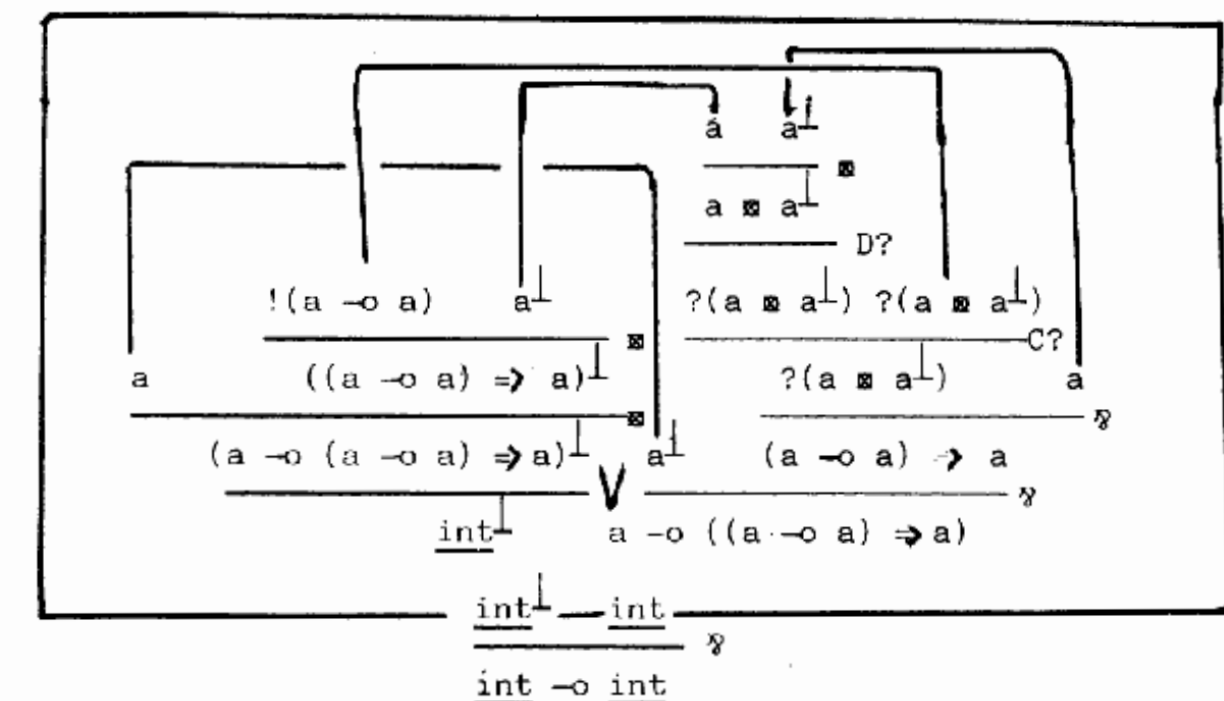 a a⊥
⊠
a ⊠ a⊥
D?
!(a ⊸ a) a⊥ ?(a ⊠ a⊥) ?(a ⊠ a⊥)
⊠ C?
a ((a ⊸ a) ⇒ a)⊥ ?(a ⊠ a⊥) a
⊠ ⅋
(a ⊸ (a ⊸ a) ⇒ a)⊥ a⊥ (a ⊸ a) ⇒ a
V ⅋
int⊥ a ⊸ ((a ⊸ a) ⇒ a)
int⊥ int
⅋
int ⊸ int